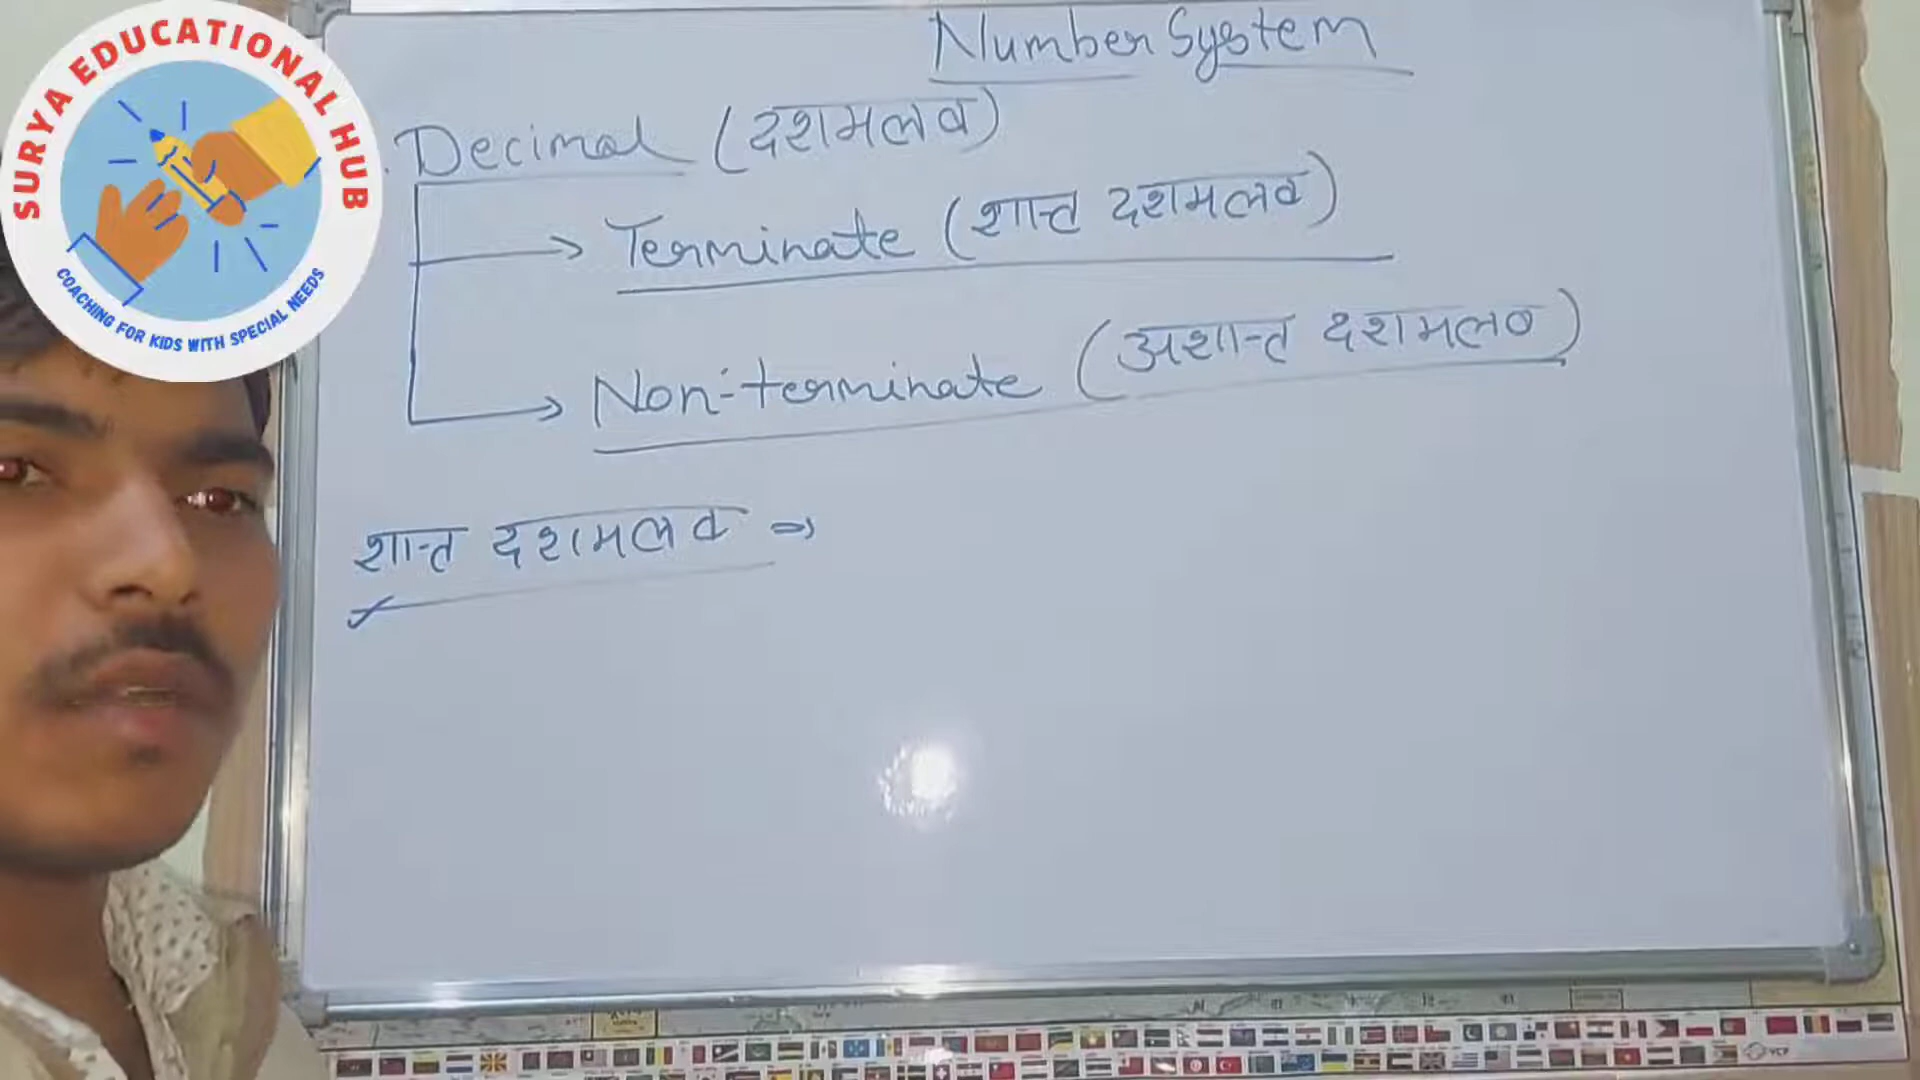 SURYA EDUCATIONAL HUB
COACHING FOR KIDS WITH SPECIAL NEEDS
Number System
Decimal (दशमलव)
→ Terminate (शान्त दशमलव)
→ Non-terminate (अशान्त दशमलव)
शान्त दशमलव ⇒